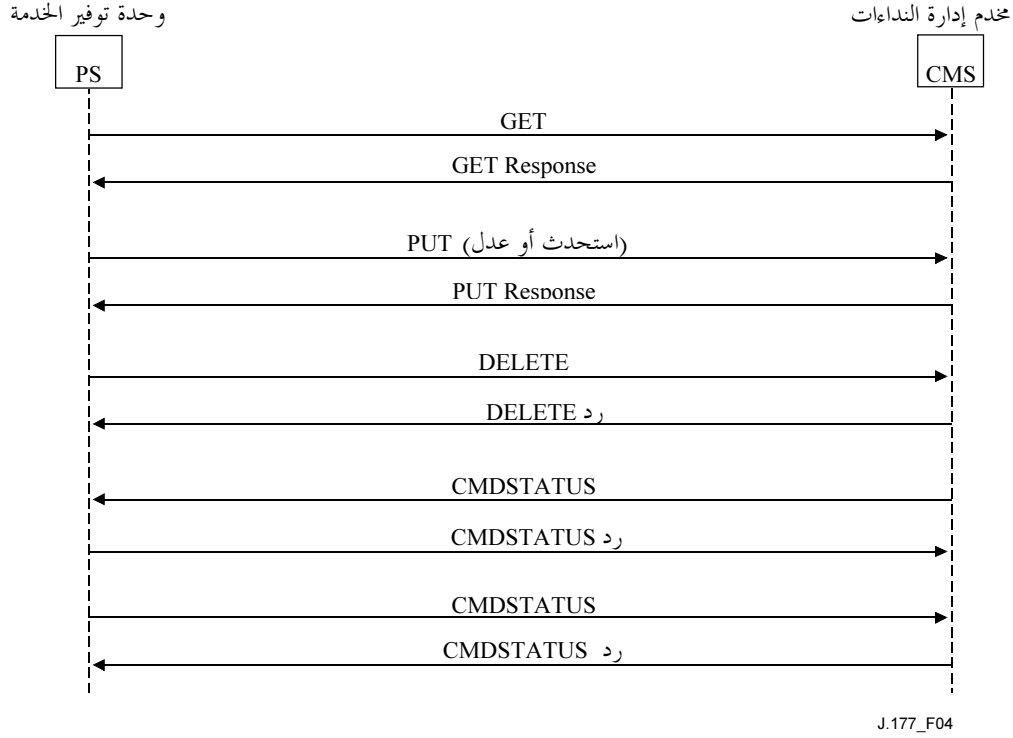 وحدة توفير الخدمة
مخدم إدارة النداءات
PS
CMS
GET
GET Response
PUT (استحدث أو عدل)
PUT Response
DELETE
رد DELETE
CMDSTATUS
رد CMDSTATUS
CMDSTATUS
رد CMDSTATUS
J.177_F04